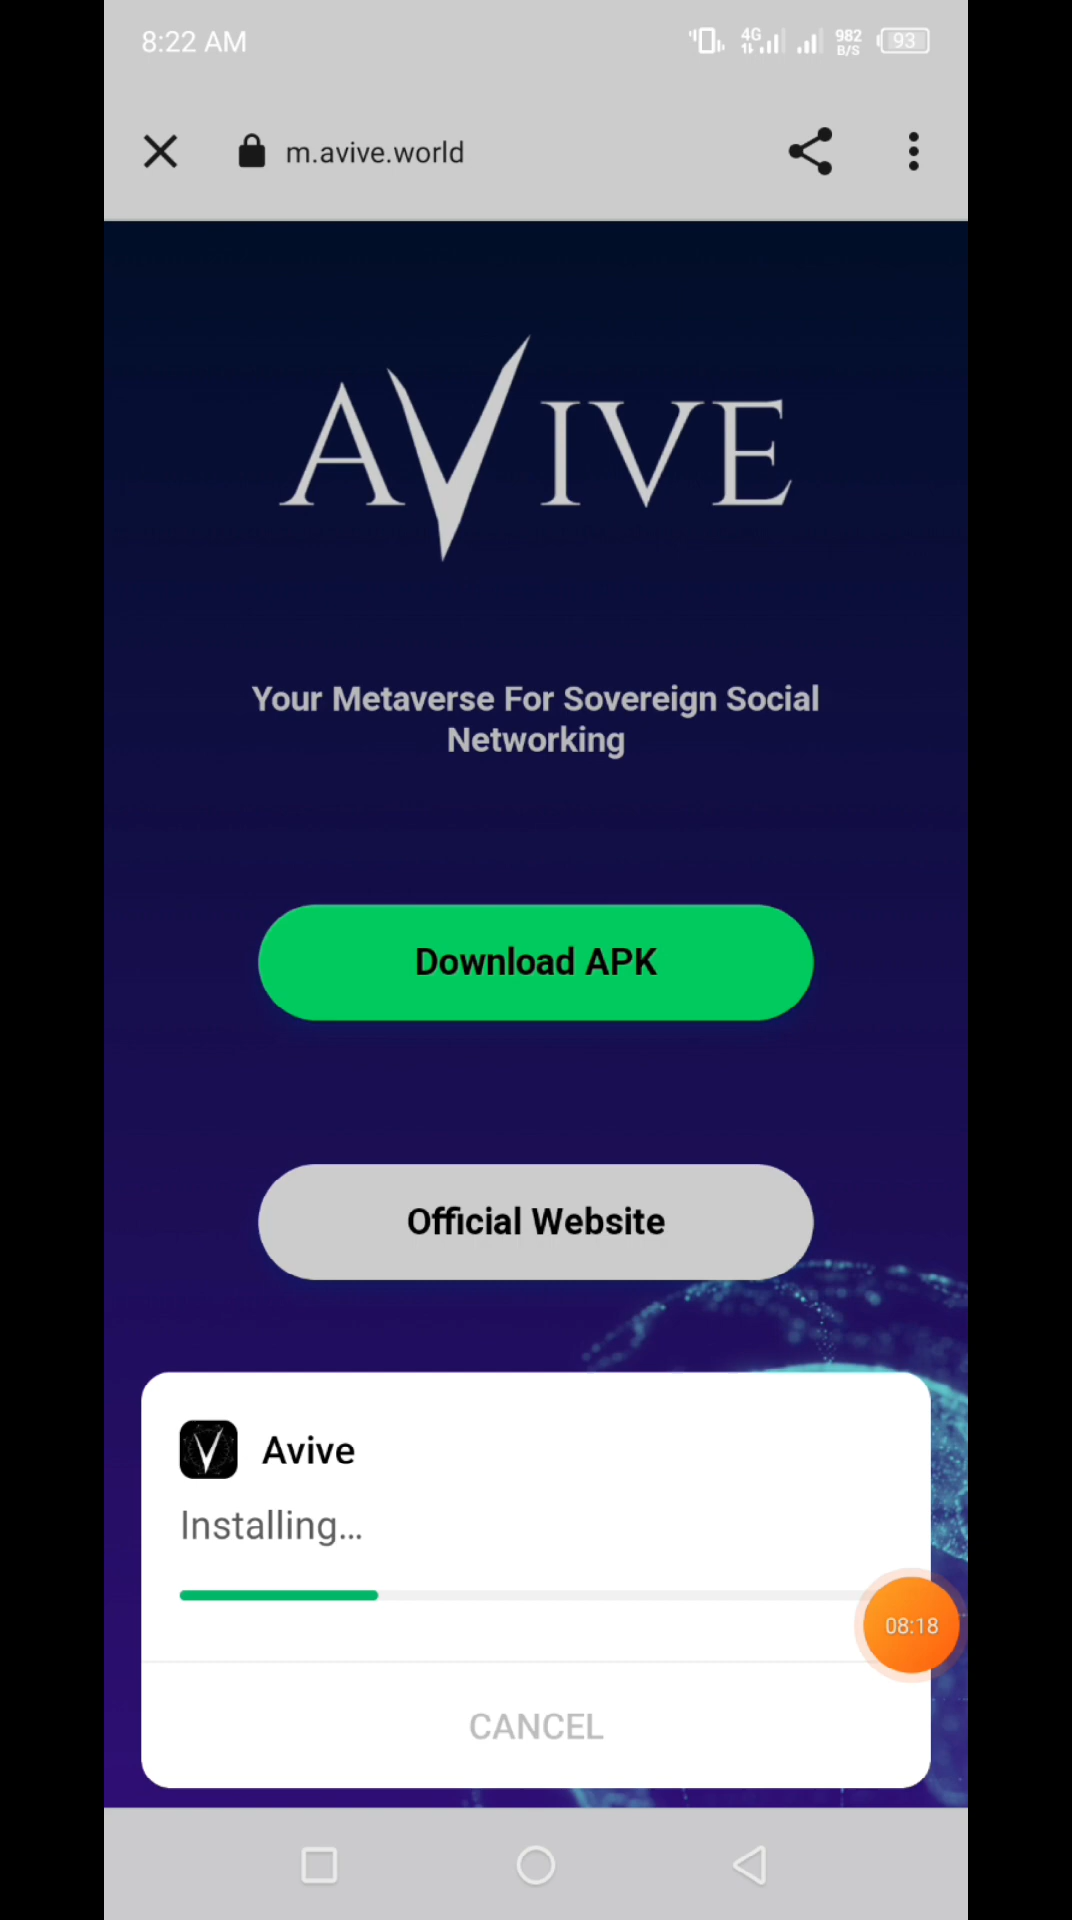 8:22 AM
4G
982
B/S
93
m.avive.world
AVIVE
Your Metaverse For Sovereign Social
Networking
Download APK
Official Website
Avive
Installing...
08:18
CANCEL